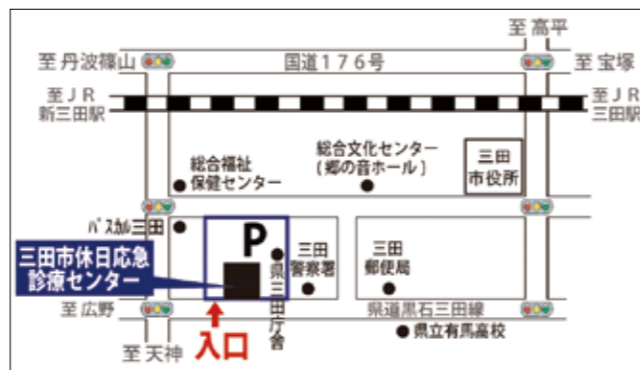 至 高平
至 丹波篠山
国道176号
至 宝塚
至JR
新三田駅
至JR
三田駅
総合福祉
保健センター
総合文化センター
(郷の音ホール)
三田
市役所
パスカル三田
P
県三田庁舎
三田
警察署
三田
郵便局
三田市休日応急
診療センター
至 広野
県道黒石三田線
入口
県立有馬高校
至 天神